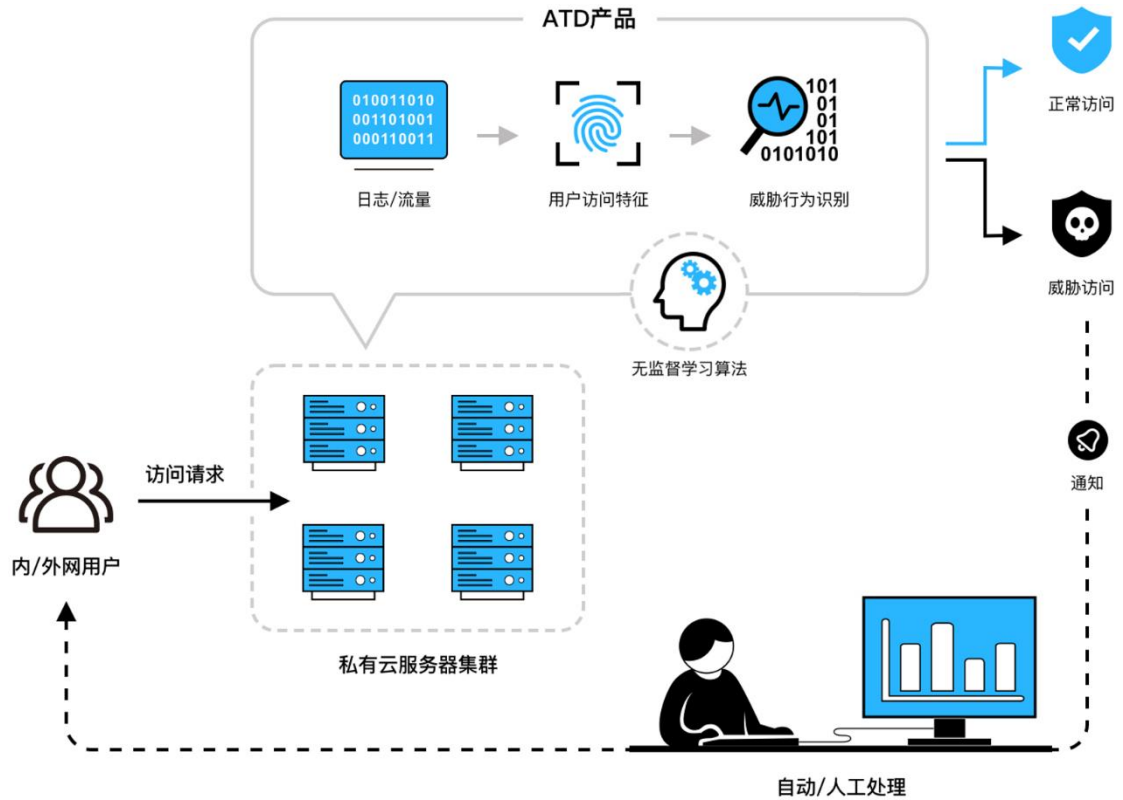 ATD产品
010011010
001101001
000110011
101
01
01
101
0101010
日志/流量
用户访问特征
威胁行为识别
正常访问
威胁访问
无监督学习算法
访问请求
内/外网用户
私有云服务器集群
通知
自动/人工处理